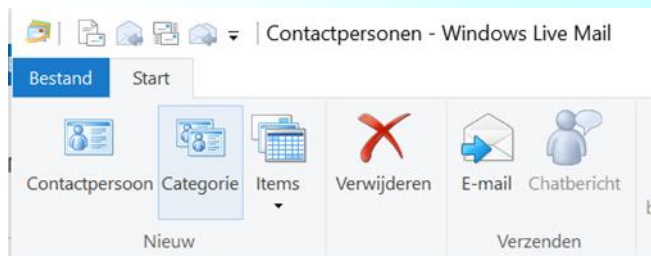 Contactpersonen - Windows Live Mail
Bestand Start
Contactpersoon Categorie Items Verwijderen E-mail Chatbericht
Nieuw Verzenden